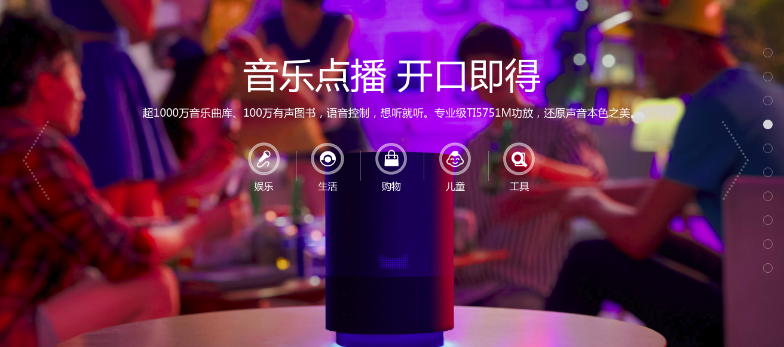 音乐点播 开口即得
超1000万音乐曲库、100万有声图书，语音控制，想听就听。专业级TI5751M功放，还原声音本色之美。
娱乐
生活
购物
儿童
工具